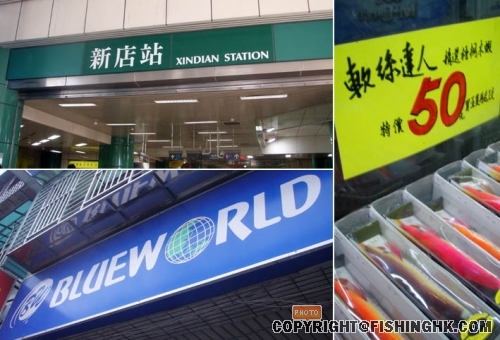 新店站 XINDIAN STATION
軟絲達人
特價 50
BLUEWORLD
PHOTO
COPYRIGHT@FISHINGHK.COM